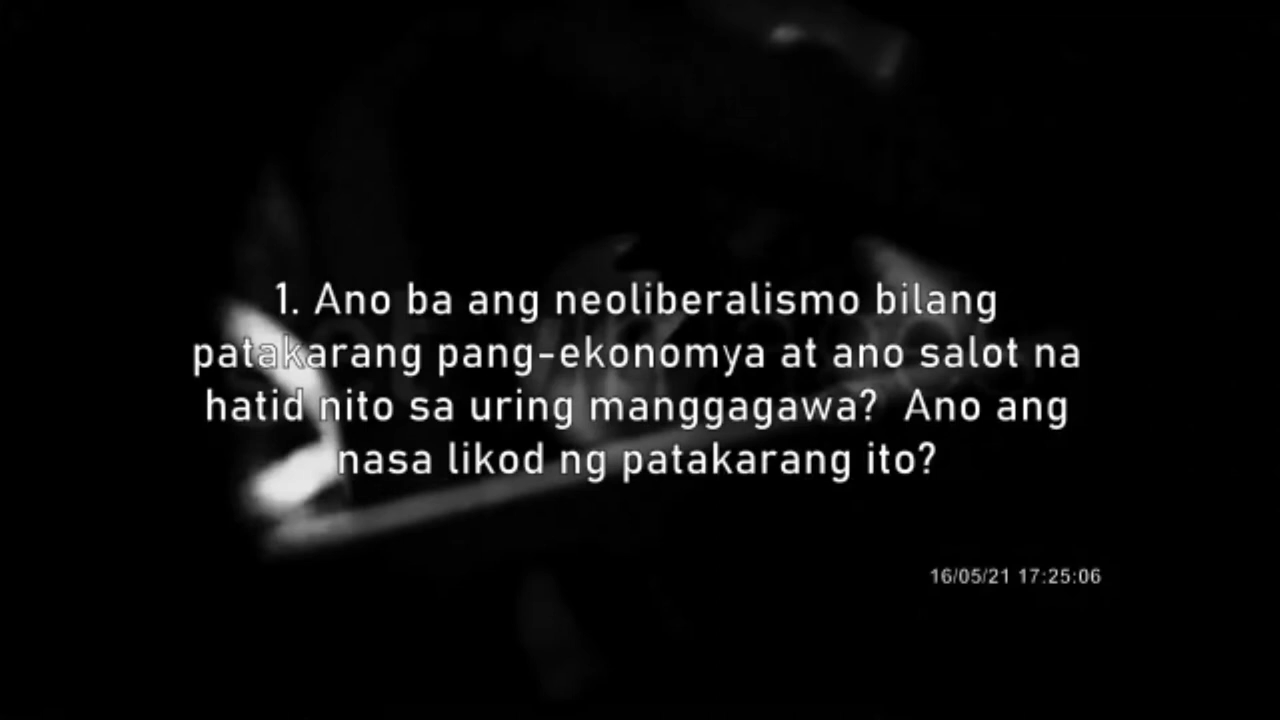 1. Ano ba ang neoliberalismo bilang
patakarang pang-ekonomya at ano salot na
hatid nito sa uring manggagawa?  Ano ang
nasa likod ng patakarang ito?
16/05/21 17:25:06